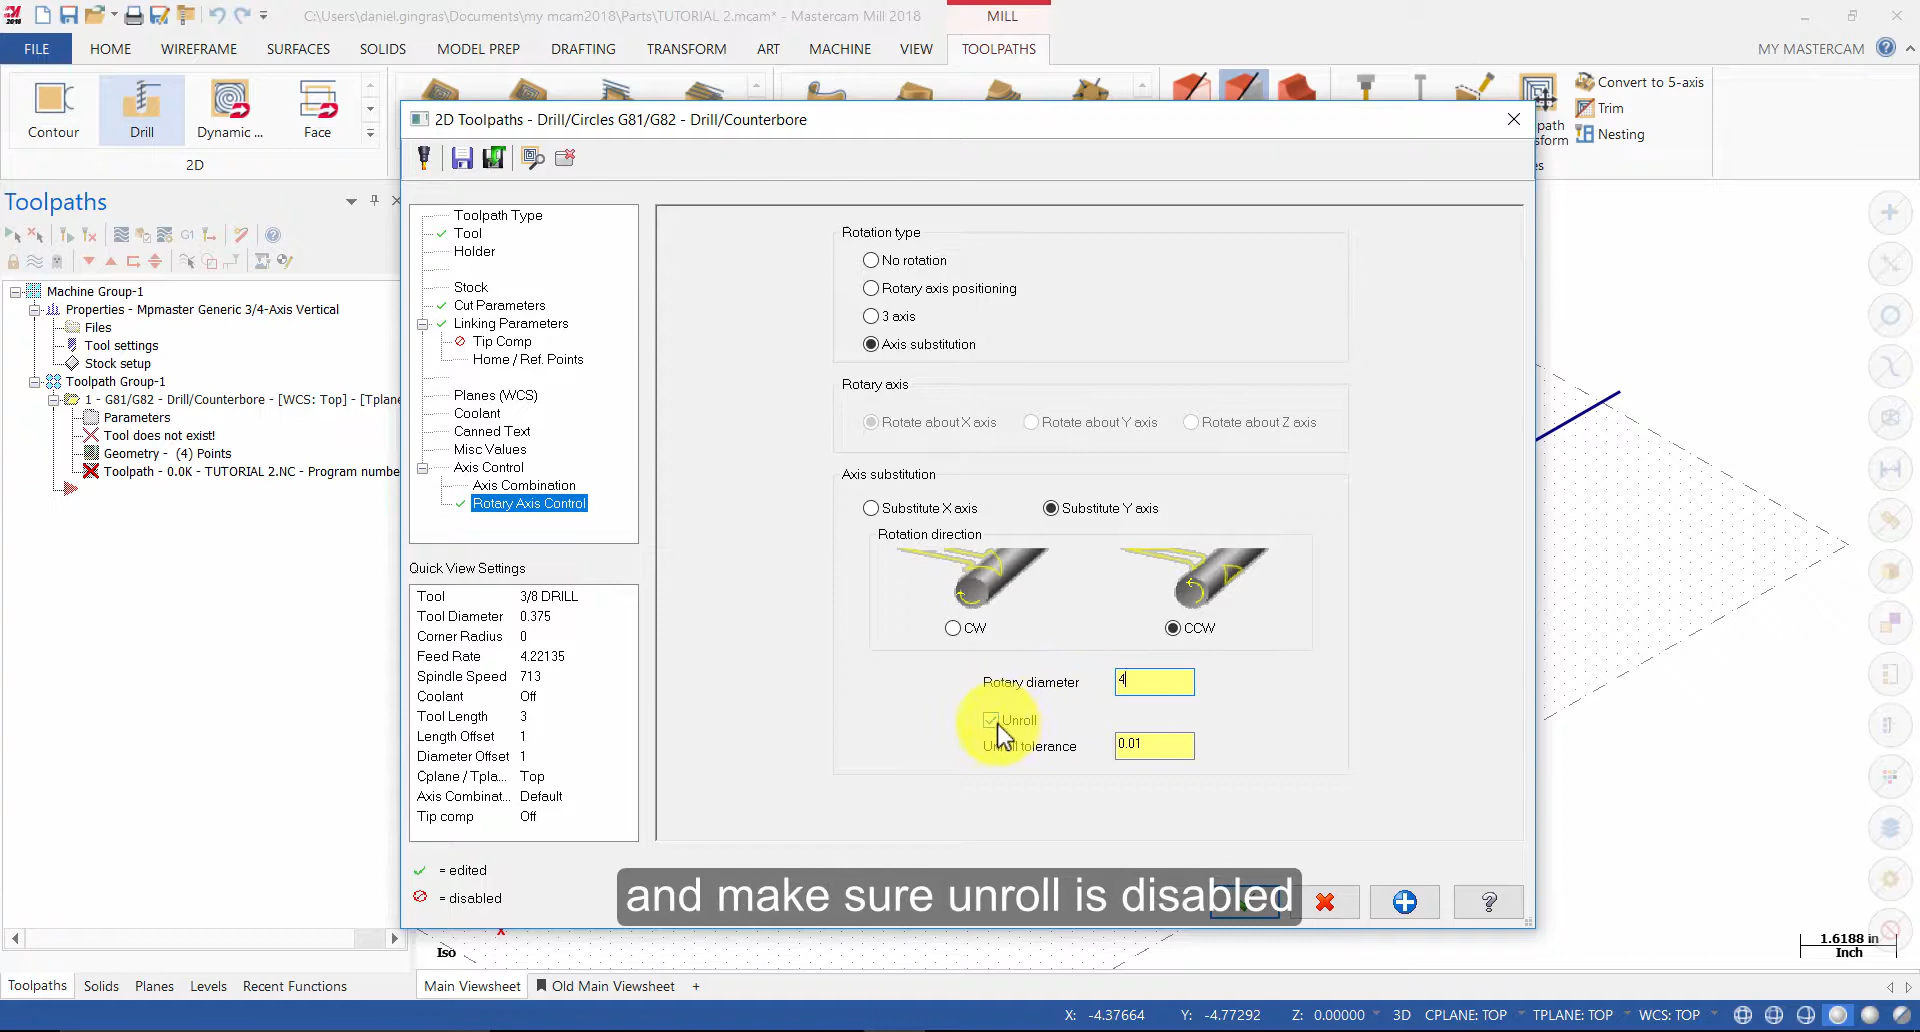 C:\Users\daniel.gingras\Documents\my mcam2018\Parts\TUTORIAL 2.mcam* - Mastercam Mill 2018
MILL
FILE
HOME
WIREFRAME
SURFACES
SOLIDS
MODEL PREP
DRAFTING
TRANSFORM
ART
MACHINE
VIEW
TOOLPATHS
MY MASTERCAM
Contour
Drill
Dynamic ...
Face
2D
Convert to 5-axis
Trim
Nesting
2D Toolpaths - Drill/Circles G81/G82 - Drill/Counterbore
Toolpaths
G1
Machine Group-1
Properties - Mpmaster Generic 3/4-Axis Vertical
Files
Tool settings
Stock setup
Toolpath Group-1
1 - G81/G82 - Drill/Counterbore - [WCS: Top] - [Tplane
Parameters
Tool does not exist!
Geometry - (4) Points
Toolpath - 0.0K - TUTORIAL 2.NC - Program numbe
Toolpath Type
Tool
Holder
Stock
Cut Parameters
Linking Parameters
Tip Comp
Home / Ref. Points
Planes (WCS)
Coolant
Canned Text
Misc Values
Axis Control
Axis Combination
Rotary Axis Control
Quick View Settings
Tool 3/8 DRILL
Tool Diameter 0.375
Corner Radius 0
Feed Rate 4.22135
Spindle Speed 713
Coolant Off
Tool Length 3
Length Offset 1
Diameter Offset 1
Cplane / Tpla... Top
Axis Combinat... Default
Tip comp Off
= edited
= disabled
Rotation type
No rotation
Rotary axis positioning
3 axis
Axis substitution
Rotary axis
Rotate about X axis
Rotate about Y axis
Rotate about Z axis
Axis substitution
Substitute X axis
Substitute Y axis
Rotation direction
CW
CCW
Rotary diameter 4
Unroll
Unroll tolerance 0.01
and make sure unroll is disabled
Iso
1.6188 in
Inch
Toolpaths
Solids
Planes
Levels
Recent Functions
Main Viewsheet
Old Main Viewsheet
+
X: -4.37664
Y: -4.77292
Z: 0.00000
3D
CPLANE: TOP
TPLANE: TOP
WCS: TOP